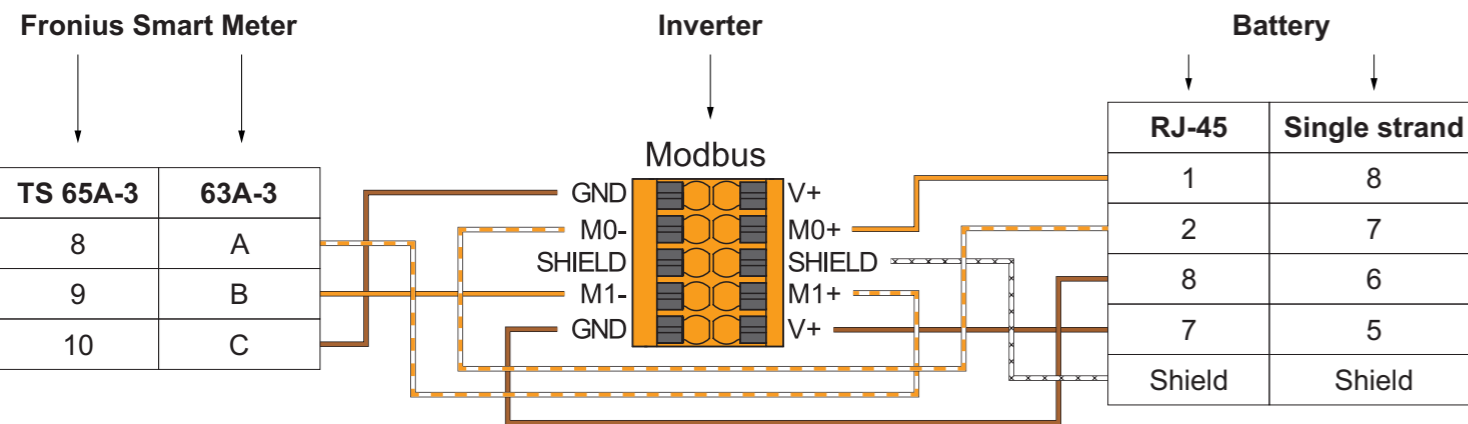 Fronius Smart Meter
Inverter
Battery
TS 65A-3 63A-3
8 A
9 B
10 C
Modbus
GND V+
M0- M0+
SHIELD SHIELD
M1- M1+
GND V+
RJ-45 Single strand
1 8
2 7
8 6
7 5
Shield Shield